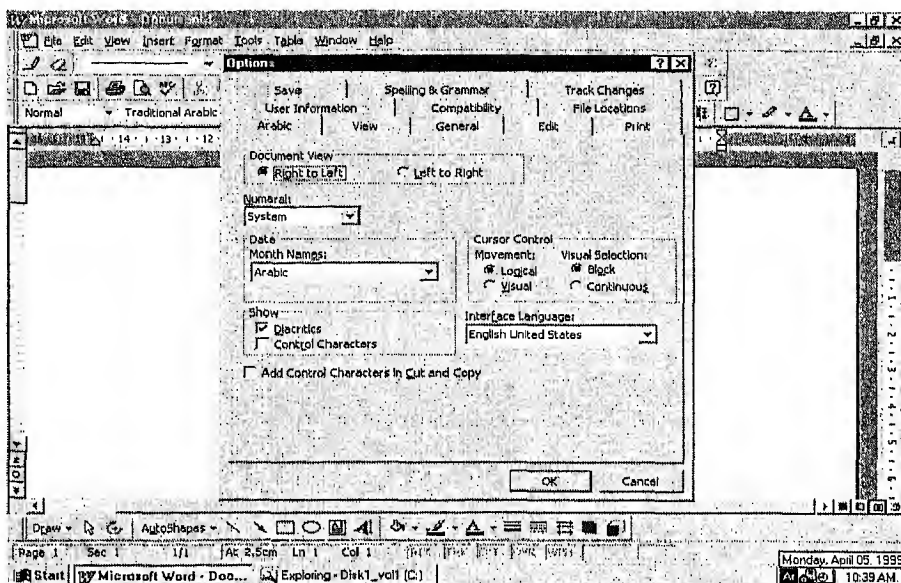 Microsoft Word - Document
File Edit View Insert Format Tools Table Window Help
Options
Normal Traditional Arabic
Save Spelling & Grammar Track Changes
User Information Compatibility File Locations
Arabic View General Edit Print
14 13 12
Document View
Right to Left Left to Right
Numeral:
System
Date
Month Names:
Arabic
Cursor Control
Movement: Visual Selection:
Logical Block
Visual Continuous
Show
Diacritics
Control Characters
Interface Language:
English United States
Add Control Characters in Cut and Copy
OK Cancel
Draw AutoShapes
Page 1 Sec 1 1/1 At 2.5cm Ln 1 Col 1
Monday, April 05, 1999
Start Microsoft Word - Doc... Exploring - Disk1_vol1 (C:) 10:39 AM